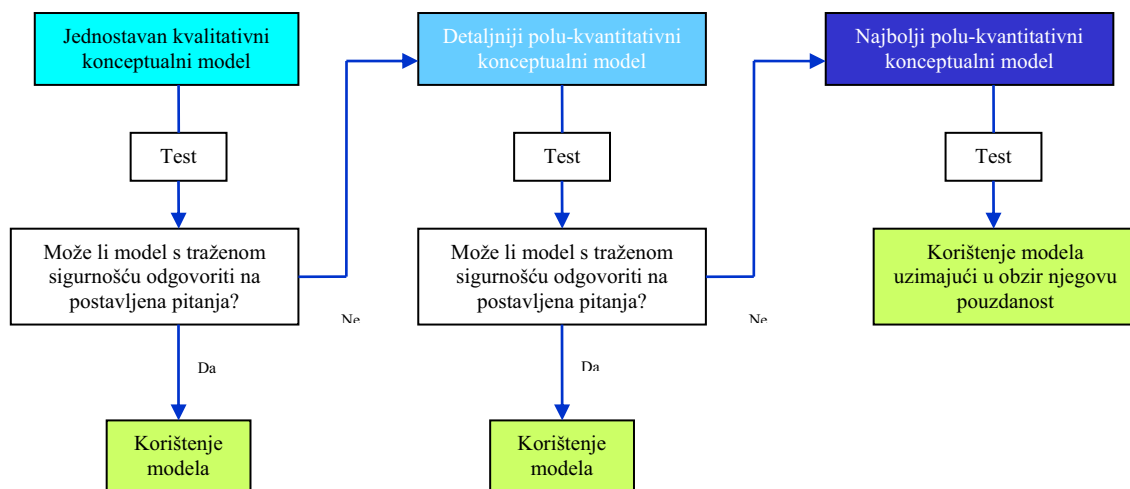 Jednostavan kvalitativni
konceptualni model
Detaljniji polu-kvantitativni
konceptualni model
Najbolji polu-kvantitativni
konceptualni model
Test
Test
Test
Može li model s traženom
sigurnošću odgovoriti na
postavljena pitanja?
Može li model s traženom
sigurnošću odgovoriti na
postavljena pitanja?
Korištenje modela
uzimajući u obzir njegovu
pouzdanost
Ne
Ne
Da
Da
Korištenje
modela
Korištenje
modela